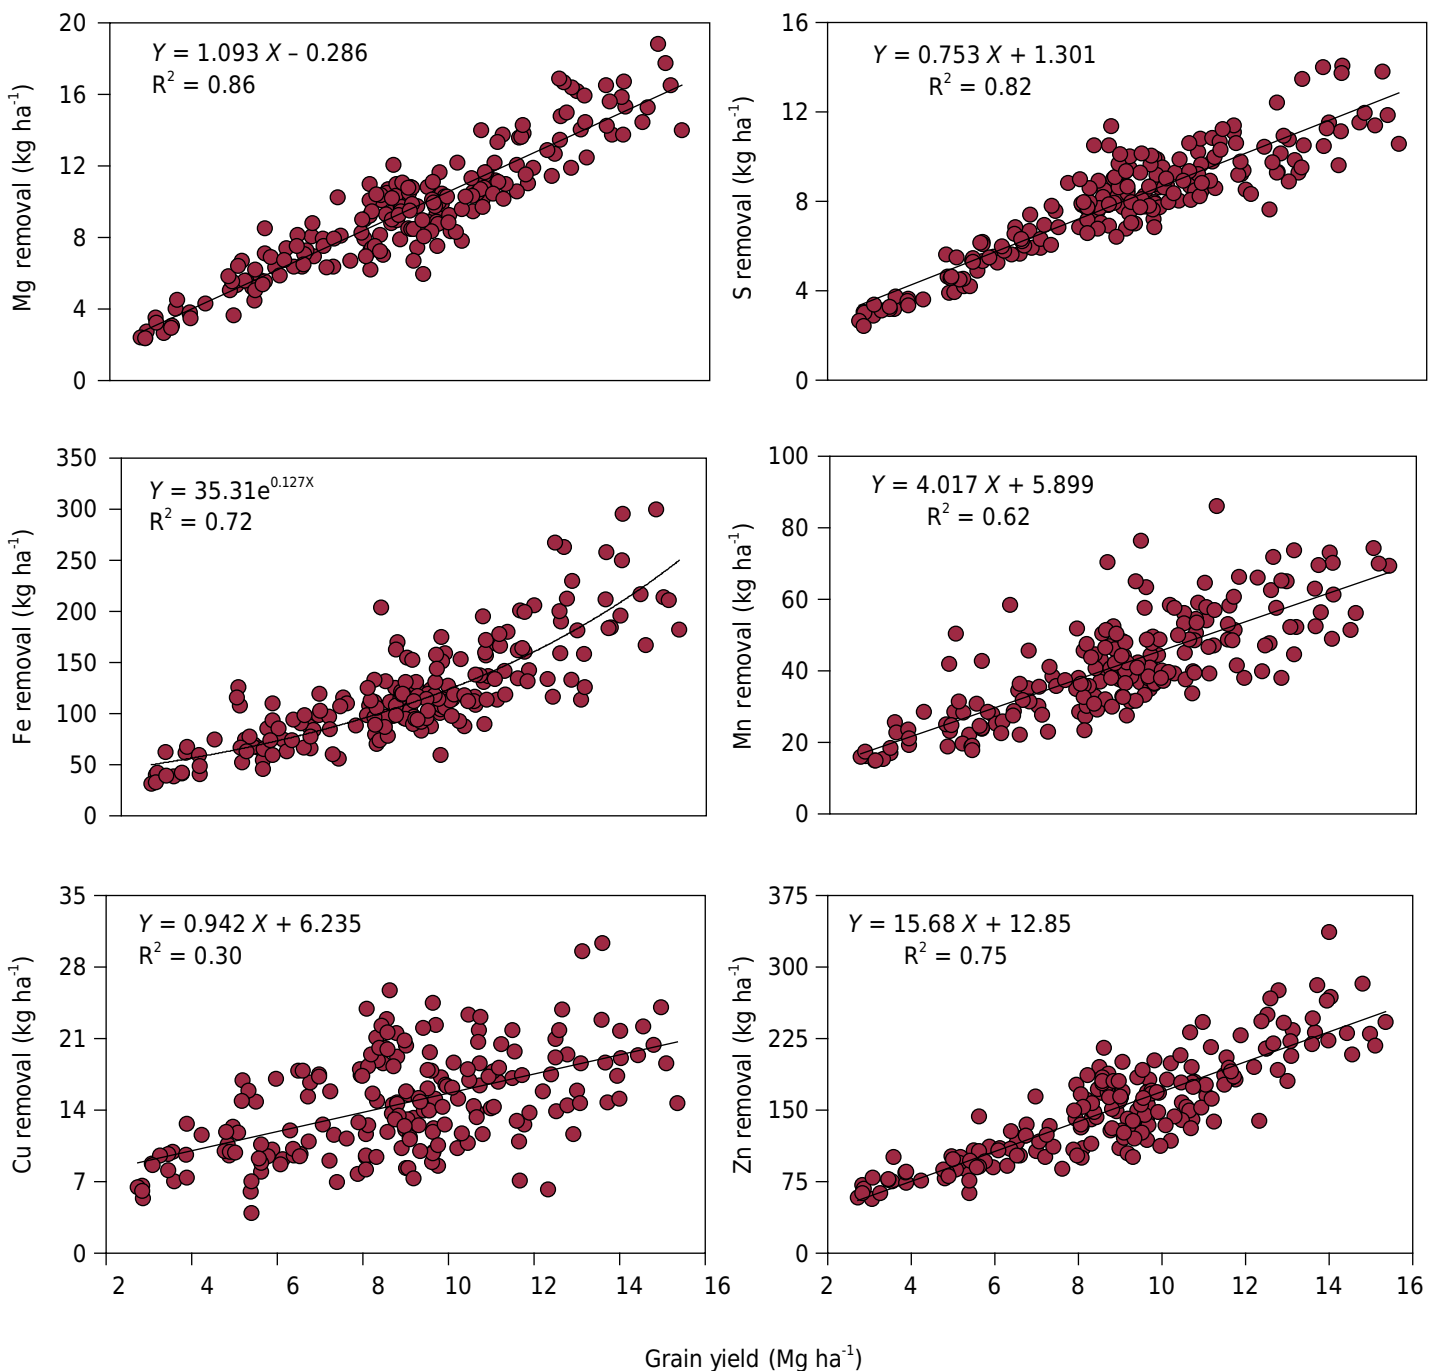 Y = 1.093 X – 0.286
R² = 0.86
Mg removal (kg ha⁻¹)
20
16
12
8
4
0
Y = 0.753 X + 1.301
R² = 0.82
S removal (kg ha⁻¹)
16
12
8
4
0
Y = 35.31e^0.127X
R² = 0.72
Fe removal (kg ha⁻¹)
350
300
250
200
150
100
50
0
Y = 4.017 X + 5.899
R² = 0.62
Mn removal (kg ha⁻¹)
100
80
60
40
20
0
Y = 0.942 X + 6.235
R² = 0.30
Cu removal (kg ha⁻¹)
35
28
21
14
7
0
2 4 6 8 10 12 14 16
Y = 15.68 X + 12.85
R² = 0.75
Zn removal (kg ha⁻¹)
375
300
225
150
75
0
2 4 6 8 10 12 14 16
Grain yield (Mg ha⁻¹)